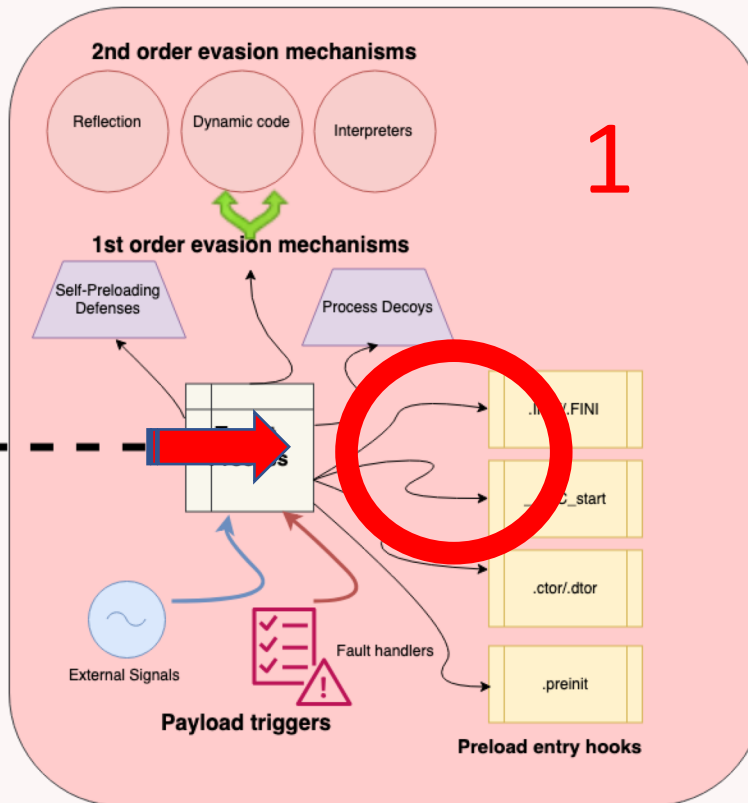 2nd order evasion mechanisms
Reflection
Dynamic code
Interpreters
1
1st order evasion mechanisms
Self-Preloading
Defenses
Process Decoys
/.FINI
_start
.ctor/.dtor
.preinit
External Signals
Fault handlers
Payload triggers
Preload entry hooks